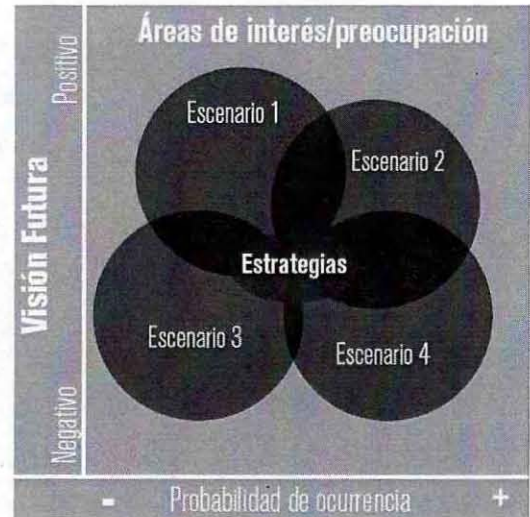 Áreas de interés/preocupación
Positivo
Visión Futura
Negativo
Escenario 1
Escenario 2
Estrategias
Escenario 3
Escenario 4
- Probabilidad de ocurrencia +